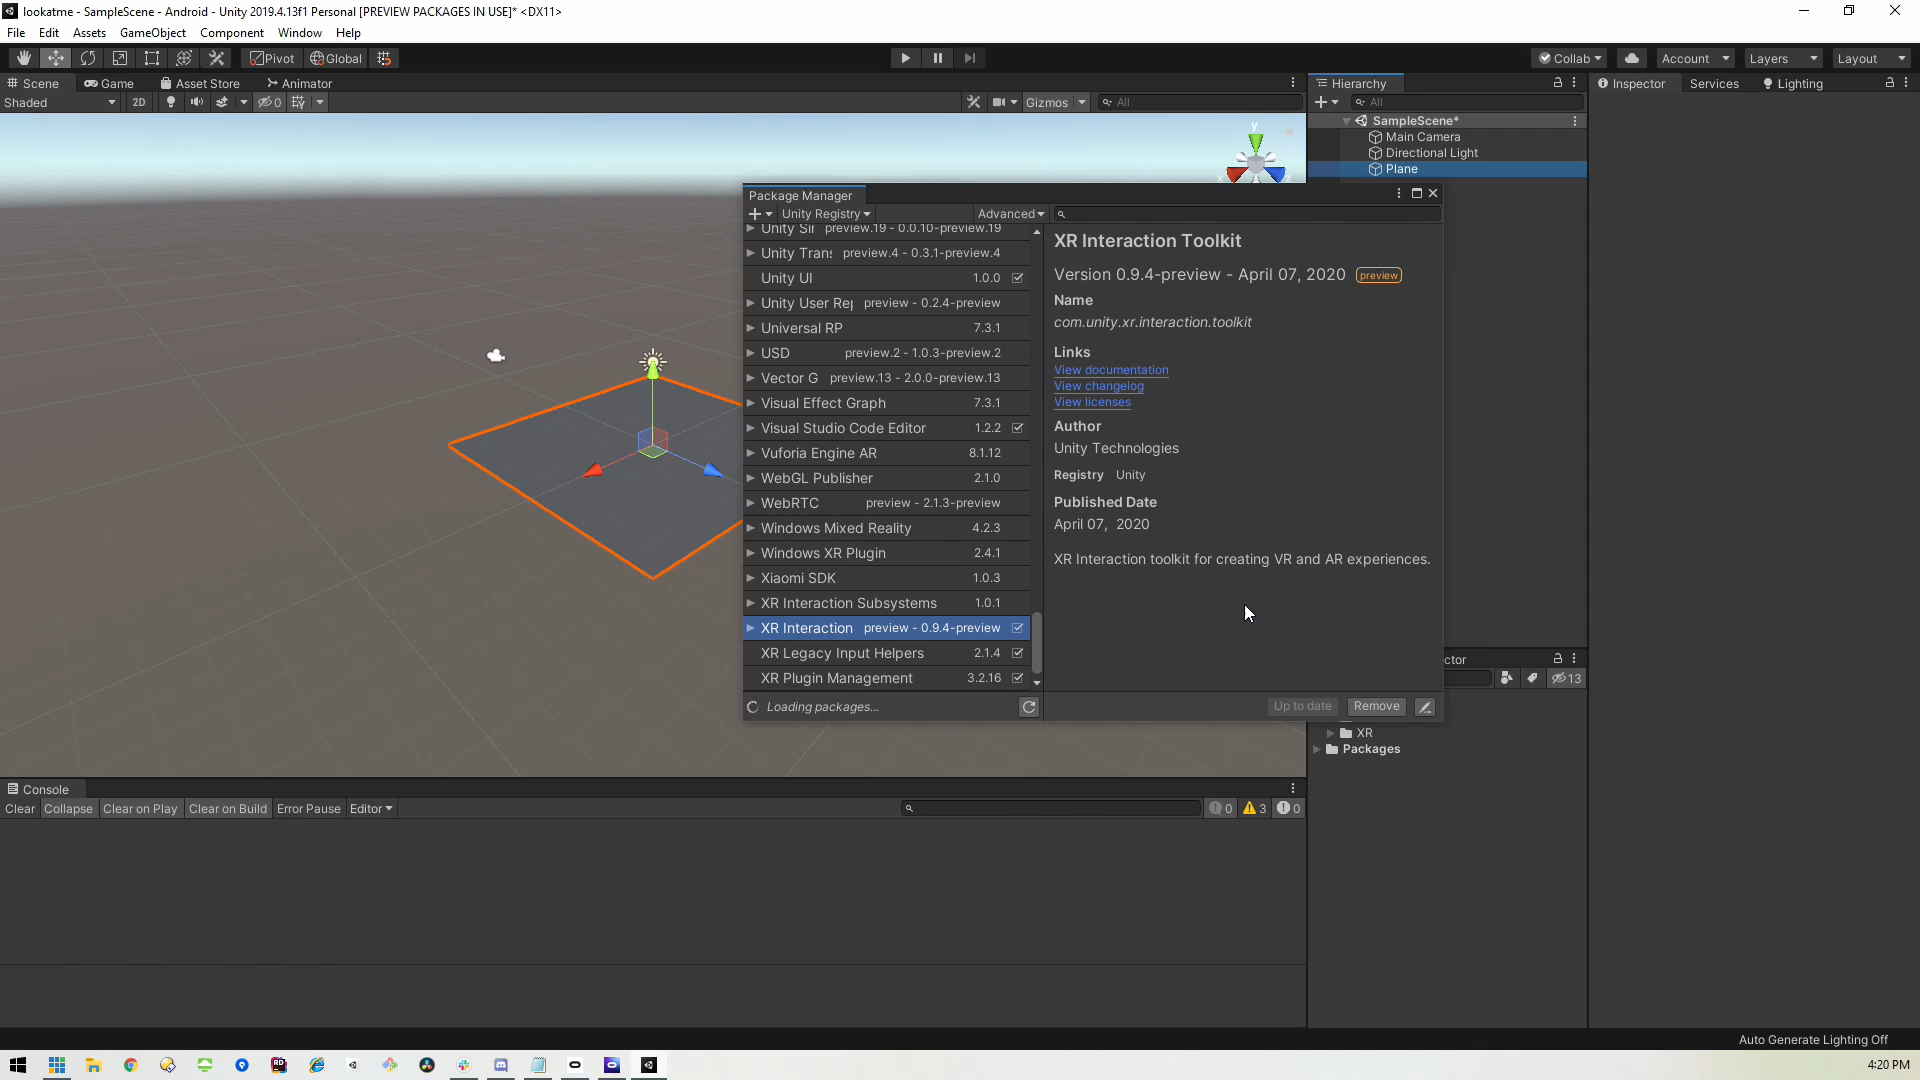 lookatme - SampleScene - Android - Unity 2019.4.13f1 Personal [PREVIEW PACKAGES IN USE]* <DX11>
File Edit Assets GameObject Component Window Help
Pivot Global Collab Account Layers Layout
Scene Game Asset Store Animator
Shaded 2D 0 Gizmos All
Hierarchy
All
SampleScene*
Main Camera
Directional Light
Plane
Inspector Services Lighting
y
Package Manager
Unity Registry Advanced
Unity Sir preview.19 - 0.0.10-preview.19
Unity Trans preview.4 - 0.3.1-preview.4
Unity UI 1.0.0
Unity User Rep preview - 0.2.4-preview
Universal RP 7.3.1
USD preview.2 - 1.0.3-preview.2
Vector G preview.13 - 2.0.0-preview.13
Visual Effect Graph 7.3.1
Visual Studio Code Editor 1.2.2
Vuforia Engine AR 8.1.12
WebGL Publisher 2.1.0
WebRTC preview - 2.1.3-preview
Windows Mixed Reality 4.2.3
Windows XR Plugin 2.4.1
Xiaomi SDK 1.0.3
XR Interaction Subsystems 1.0.1
XR Interaction preview - 0.9.4-preview
XR Legacy Input Helpers 2.1.4
XR Plugin Management 3.2.16
Loading packages...
XR Interaction Toolkit
Version 0.9.4-preview - April 07, 2020 preview
Name
com.unity.xr.interaction.toolkit
Links
View documentation
View changelog
View licenses
Author
Unity Technologies
Registry Unity
Published Date
April 07, 2020
XR Interaction toolkit for creating VR and AR experiences.
Up to date Remove
ctor
13
XR
Packages
Console
Clear Collapse Clear on Play Clear on Build Error Pause Editor 0 3 0
Auto Generate Lighting Off
4:20 PM